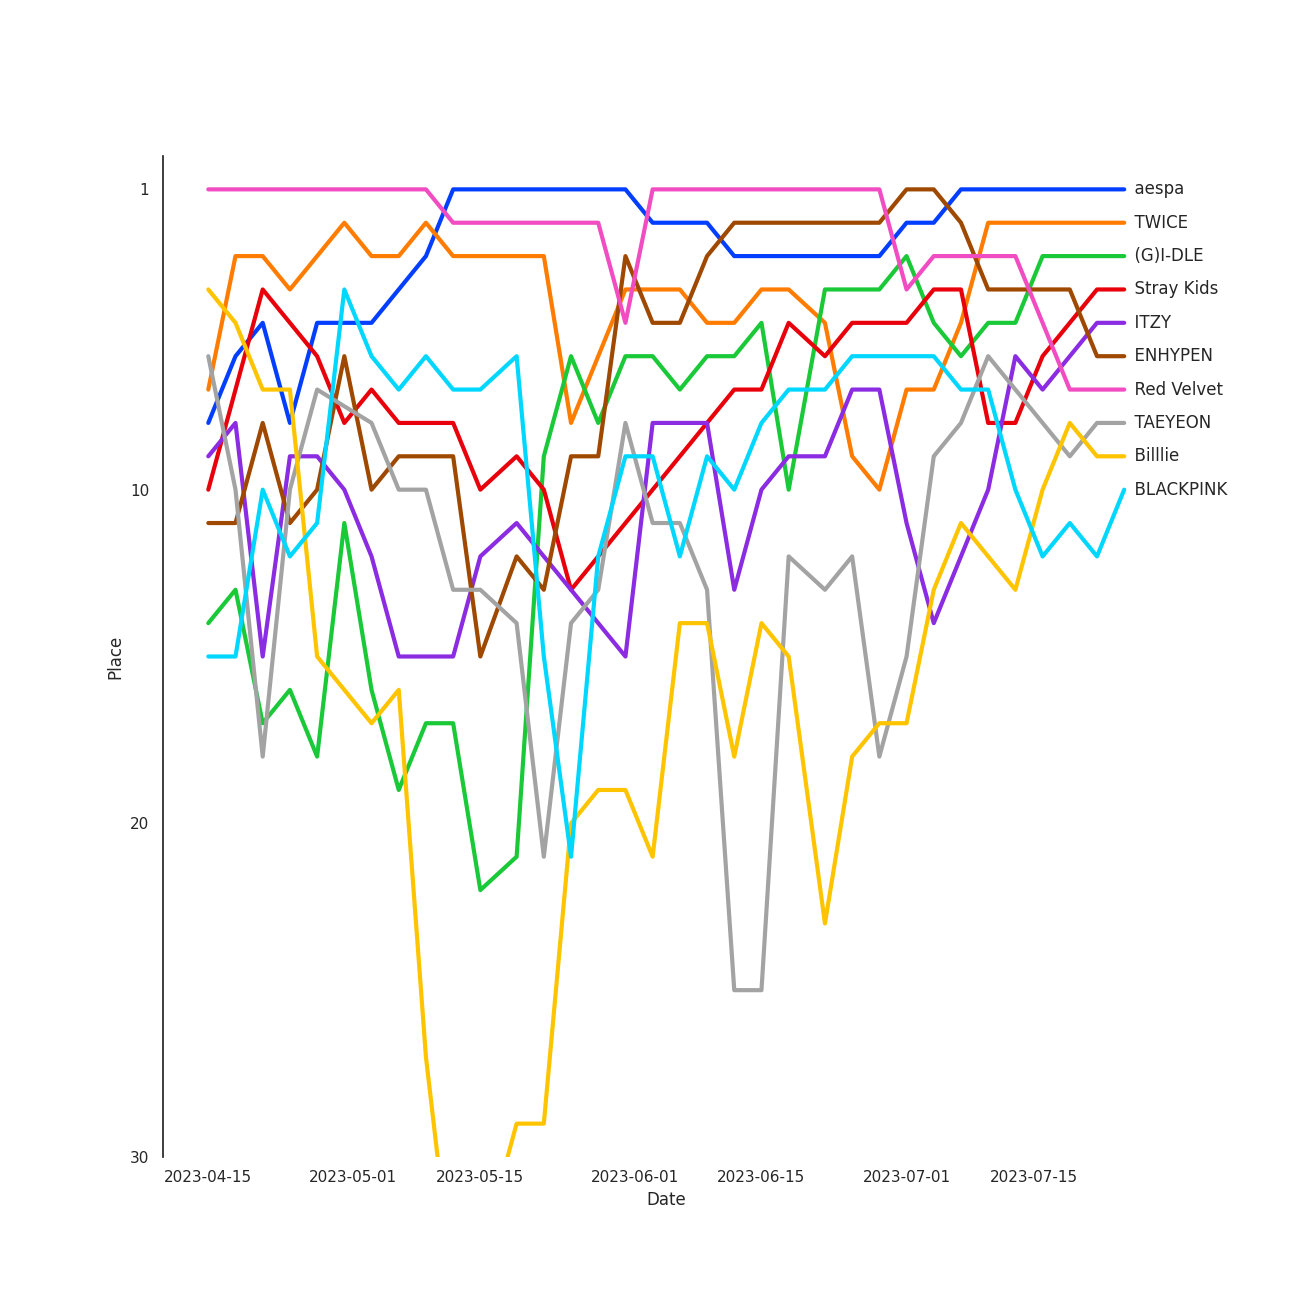 1
10
20
30
Place
2023-04-15
2023-05-01
2023-05-15
2023-06-01
2023-06-15
2023-07-01
2023-07-15
Date
aespa
TWICE
(G)I-DLE
Stray Kids
ITZY
ENHYPEN
Red Velvet
TAEYEON
Billlie
BLACKPINK